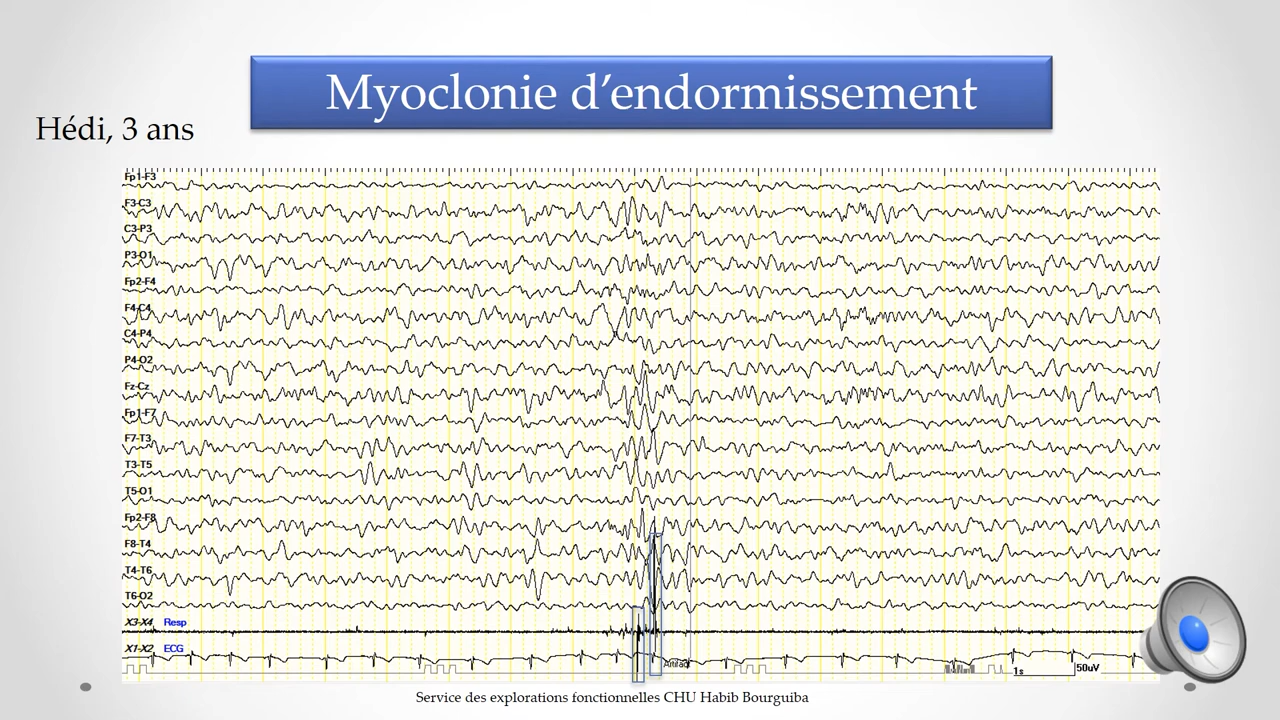 Myoclonie d’endormissement
Hédi, 3 ans
Fp1-F3
F3-C3
C3-P3
P3-O1
Fp2-F4
F4-C4
C4-P4
P4-O2
Fz-Cz
Fp1-F7
F7-T3
T3-T5
T5-O1
Fp2-F8
F8-T4
T4-T6
T6-O2
X3-X4 Resp
X1-X2 ECG
Artifact
1s 50uV
Service des explorations fonctionnelles CHU Habib Bourguiba